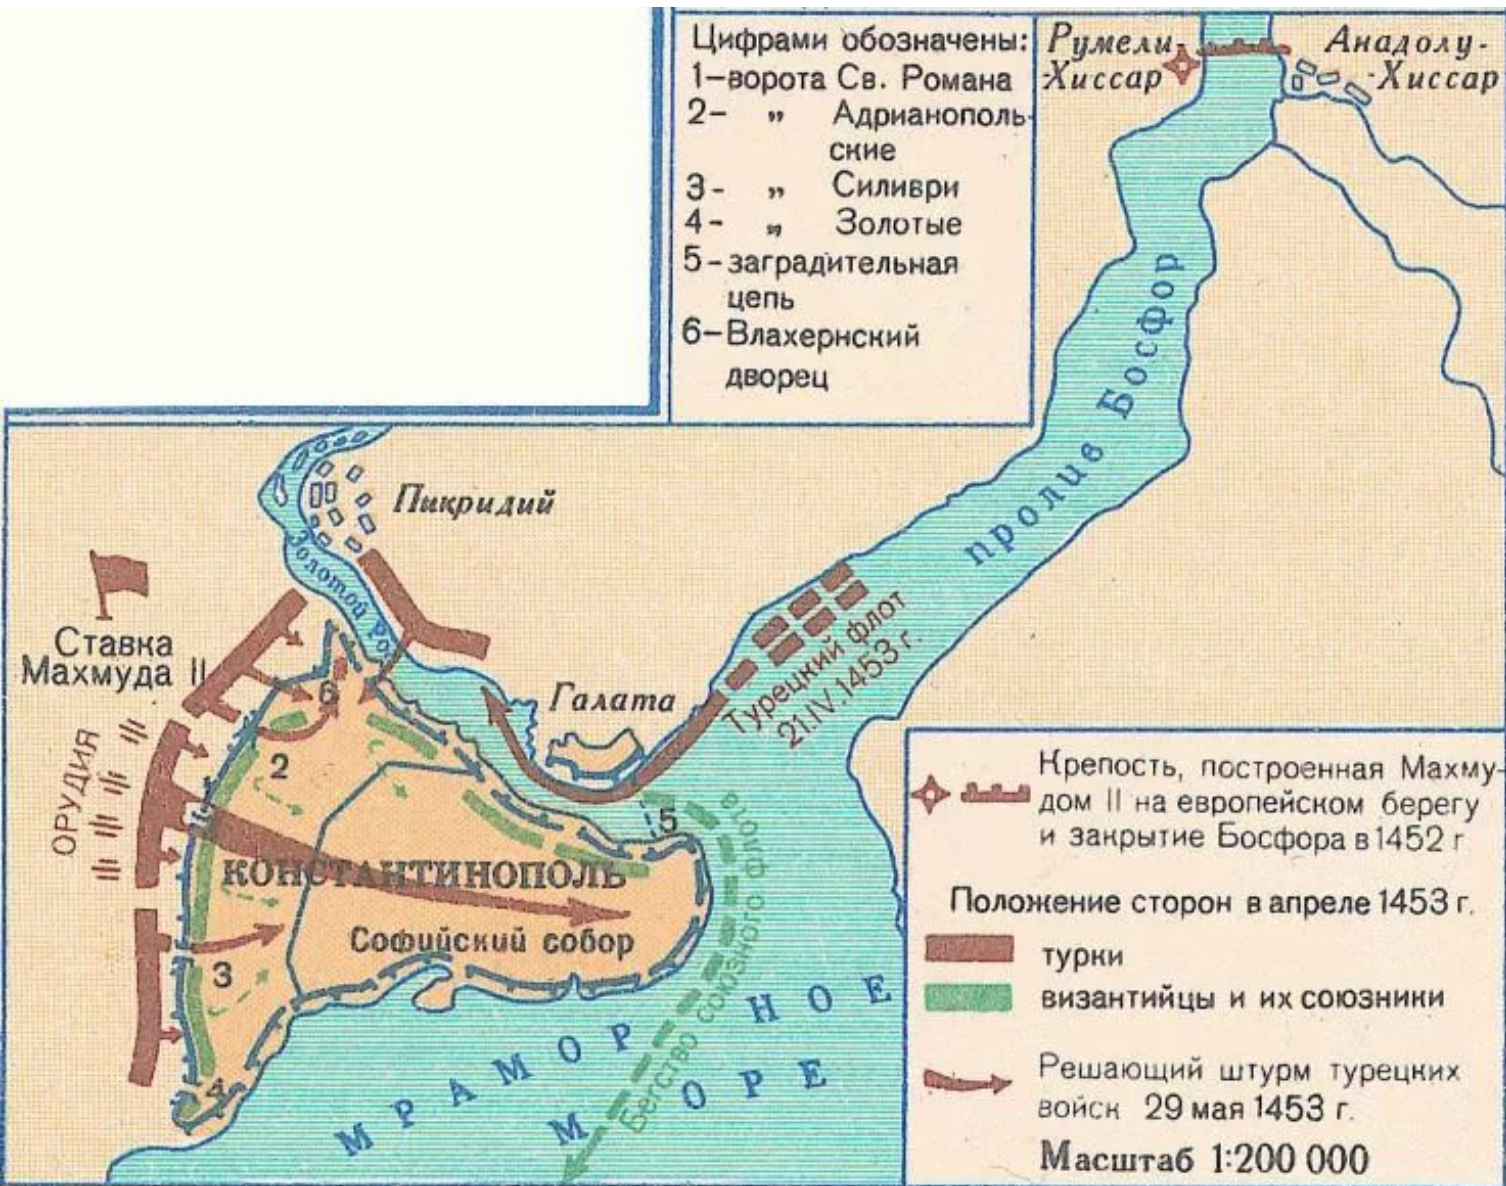 Цифрами обозначены:
1–ворота Св. Романа
2– „ Адрианополь-
ские
3- „ Силиври
4- „ Золотые
5-заградительная
цепь
6–Влахернский
дворец
Румели-
-Хиссар
Анадолу-
-Хиссар
пролив Босфор
Пикридий
Золотой Рог
Ставка
Махмуда II
ОРУДИЯ
Галата
Турецкий флот
21.IV.1453 г.
6
2
5
КОНСТАНТИНОПОЛЬ
Софийский собор
3
4
Бегство союзного флота
МРАМОРНОЕ
МОРЕ
Крепость, построенная Махму-
дом II на европейском берегу
и закрытие Босфора в 1452 г
Положение сторон в апреле 1453 г.
турки
византийцы и их союзники
Решающий штурм турецких
войск 29 мая 1453 г.
Масштаб 1:200 000